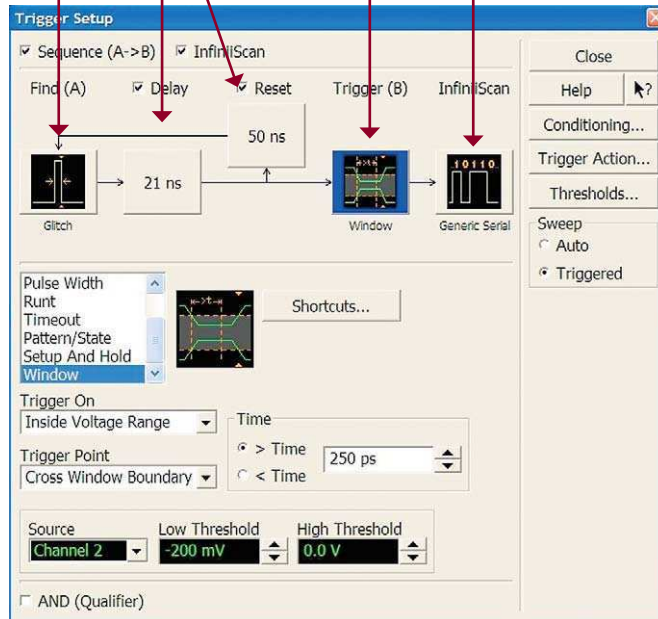 Trigger Setup
Sequence (A->B) InfiniiScan
Find (A) Delay Reset Trigger (B) InfiniiScan
50 ns
21 ns
10110
Glitch Window Generic Serial
Close
Help ?
Conditioning...
Trigger Action...
Thresholds...
Sweep
Auto
Triggered
Pulse Width
Runt
Timeout
Pattern/State
Setup And Hold
Window
Shortcuts...
Trigger On
Inside Voltage Range
Trigger Point
Cross Window Boundary
Time
> Time
< Time
250 ps
Source Low Threshold High Threshold
Channel 2 -200 mV 0.0 V
AND (Qualifier)